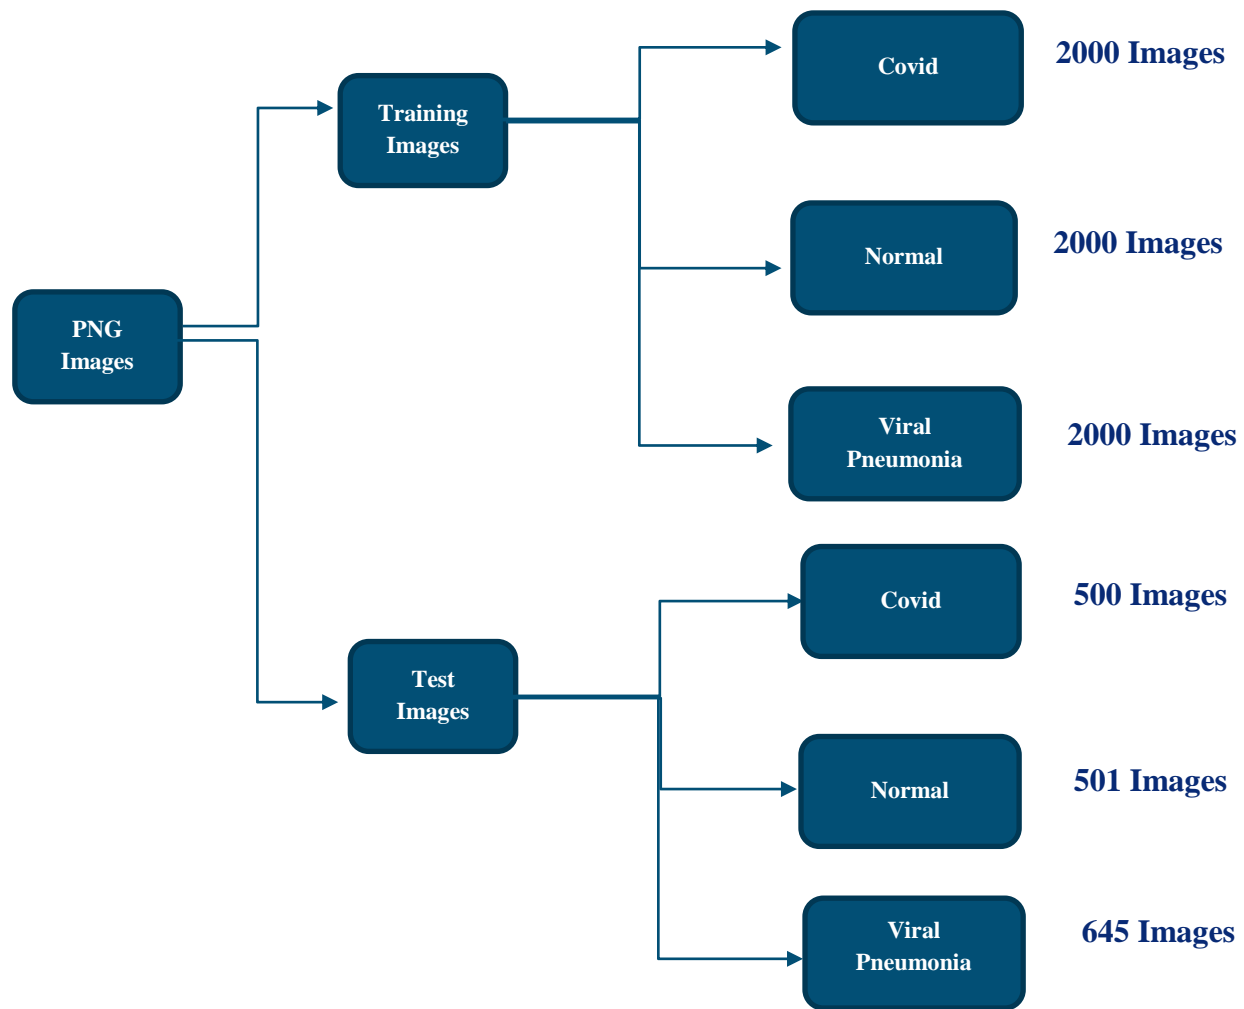 Covid
2000 Images
Training
Images
Normal
2000 Images
PNG
Images
Viral
Pneumonia
2000 Images
Covid
500 Images
Test
Images
Normal
501 Images
Viral
Pneumonia
645 Images